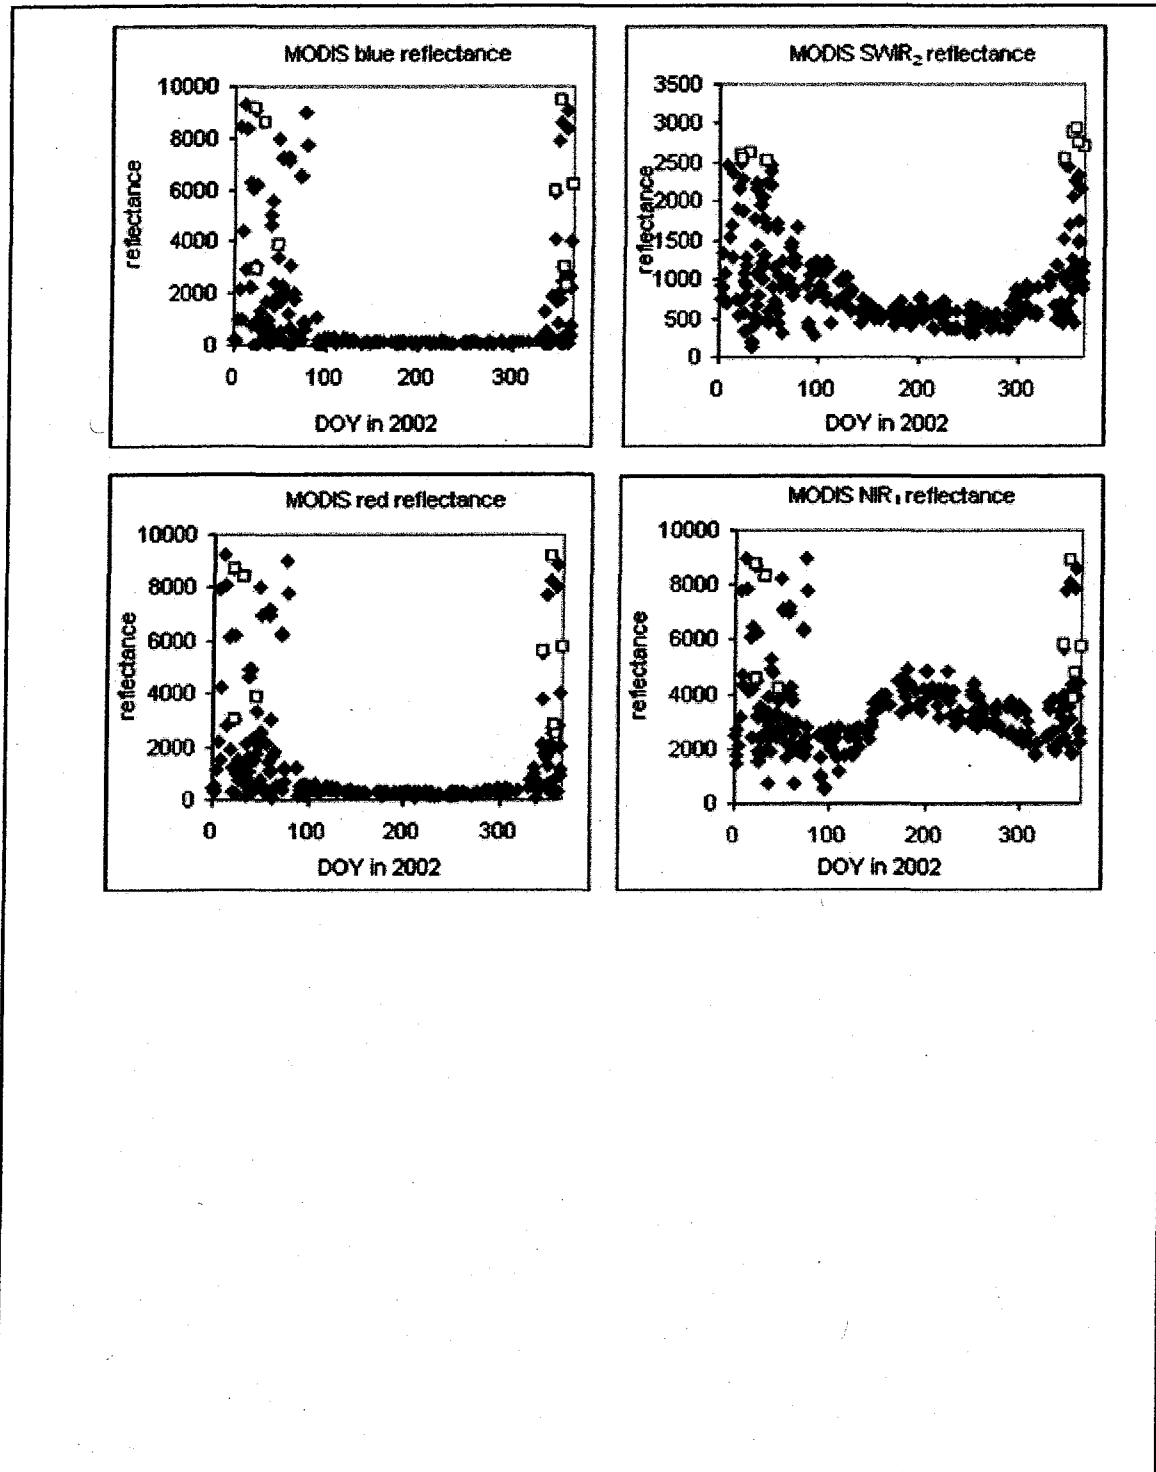 MODIS blue reflectance
10000
8000
6000
4000
2000
0
reflectance
0 100 200 300
DOY in 2002
MODIS SWIR₂ reflectance
3500
3000
2500
2000
1500
1000
500
0
reflectance
0 100 200 300
DOY in 2002
MODIS red reflectance
10000
8000
6000
4000
2000
0
reflectance
0 100 200 300
DOY in 2002
MODIS NIR₁ reflectance
10000
8000
6000
4000
2000
0
reflectance
0 100 200 300
DOY in 2002